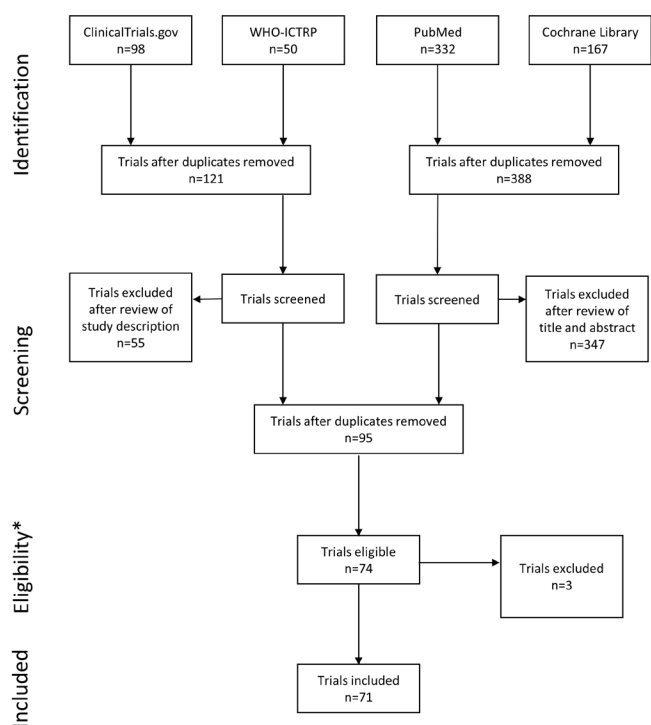 Identification
ClinicalTrials.gov
n=98
WHO-ICTRP
n=50
PubMed
n=332
Cochrane Library
n=167
Trials after duplicates removed
n=121
Trials after duplicates removed
n=388
Screening
Trials excluded
after review of
study description
n=55
Trials screened
Trials screened
Trials excluded
after review of
title and abstract
n=347
Trials after duplicates removed
n=95
Eligibility*
Trials eligible
n=74
Trials excluded
n=3
Included
Trials included
n=71